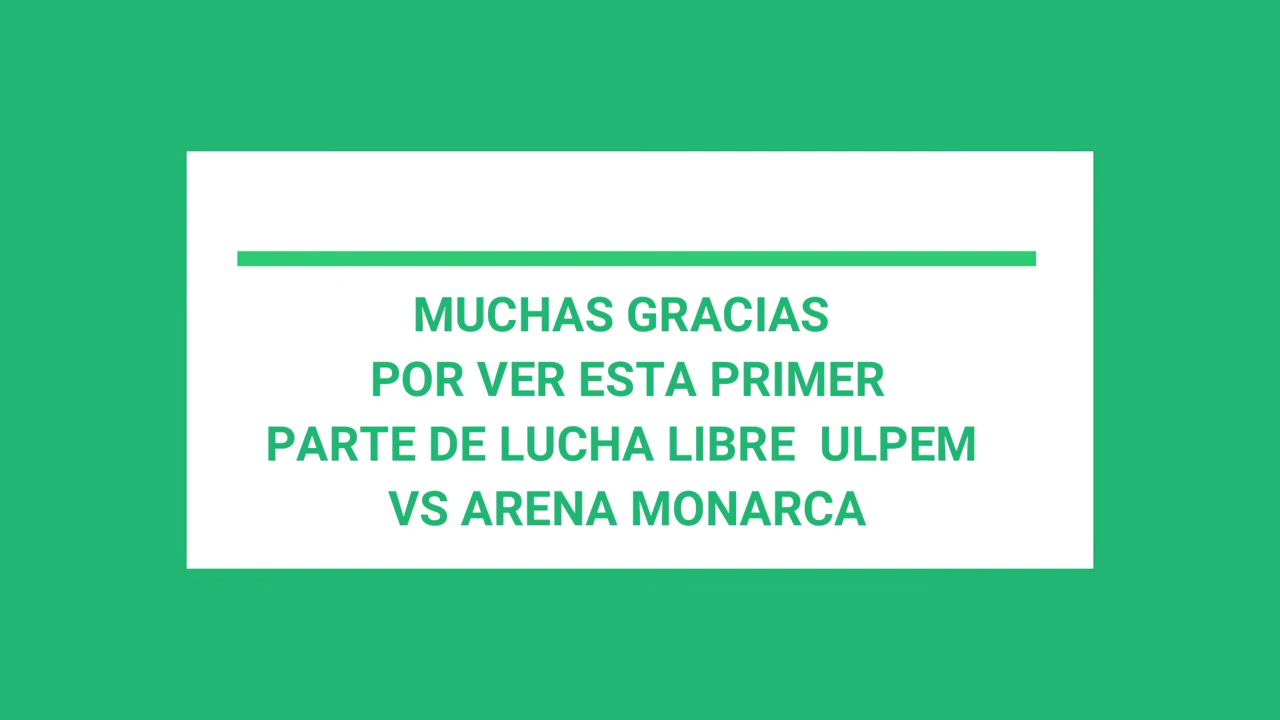 MUCHAS GRACIAS
POR VER ESTA PRIMER
PARTE DE LUCHA LIBRE  ULPEM
VS ARENA MONARCA